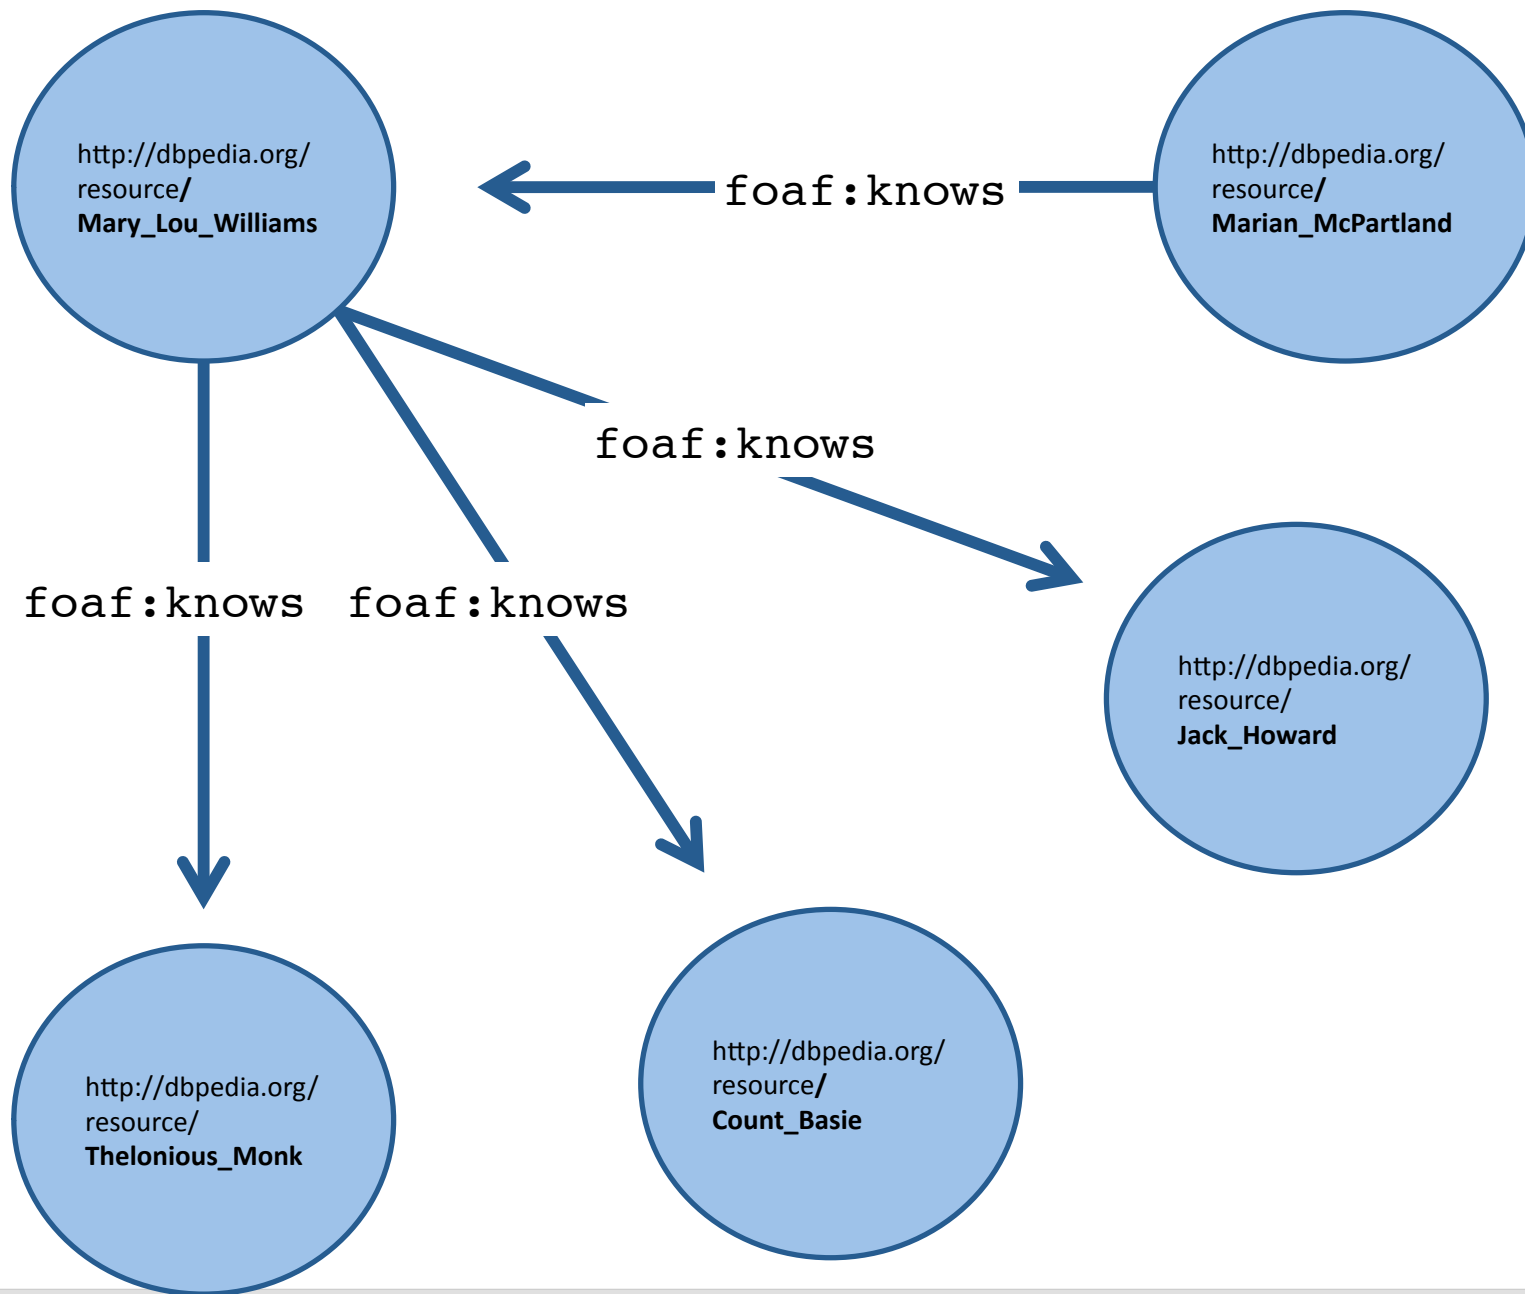 http://dbpedia.org/
resource/
Mary_Lou_Williams
foaf:knows
http://dbpedia.org/
resource/
Marian_McPartland
foaf:knows
foaf:knows
foaf:knows
http://dbpedia.org/
resource/
Jack_Howard
http://dbpedia.org/
resource/
Thelonious_Monk
http://dbpedia.org/
resource/
Count_Basie